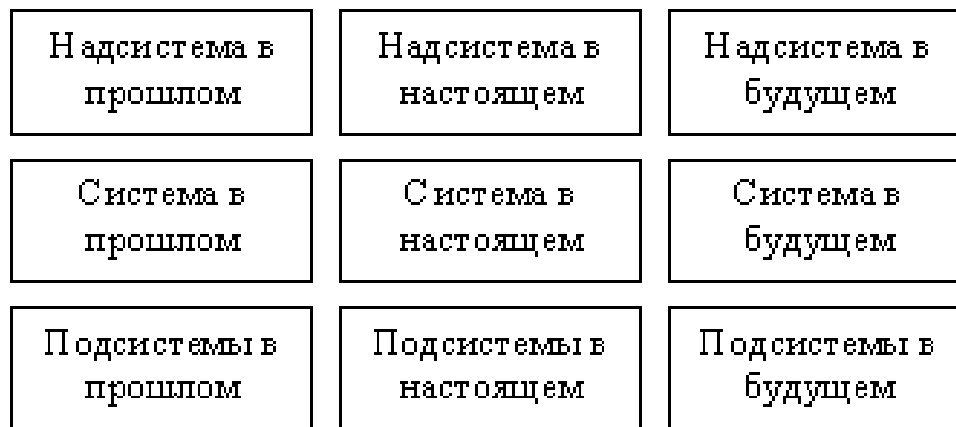 Надсистема в
прошлом
Надсистема в
настоящем
Надсистема в
будущем
Система в
прошлом
Система в
настоящем
Система в
будущем
Подсистемы в
прошлом
Подсистемы в
настоящем
Подсистемы в
будущем